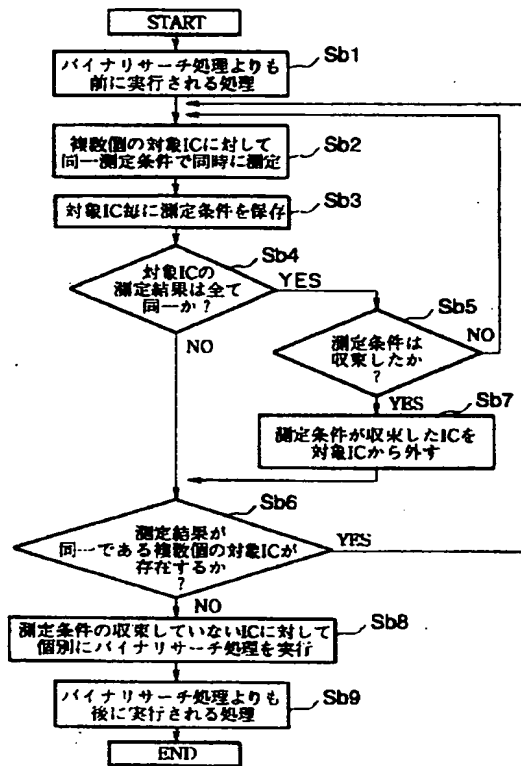 START
Sb1
バイナリサーチ処理よりも
前に実行される処理
複数個の対象ICに対して
同一測定条件で同時に測定
Sb2
対象IC毎に測定条件を保存
Sb3
Sb4
対象ICの
測定結果は全て
同一か?
YES
NO
Sb5
測定条件は
収束したか
?
NO
YES
Sb7
測定条件が収束したICを
対象ICから外す
Sb6
測定結果が
同一である複数個の対象ICが
存在するか
?
YES
NO
測定条件の収束していないICに対して
個別にバイナリサーチ処理を実行
Sb8
バイナリサーチ処理よりも
後に実行される処理
Sb9
END